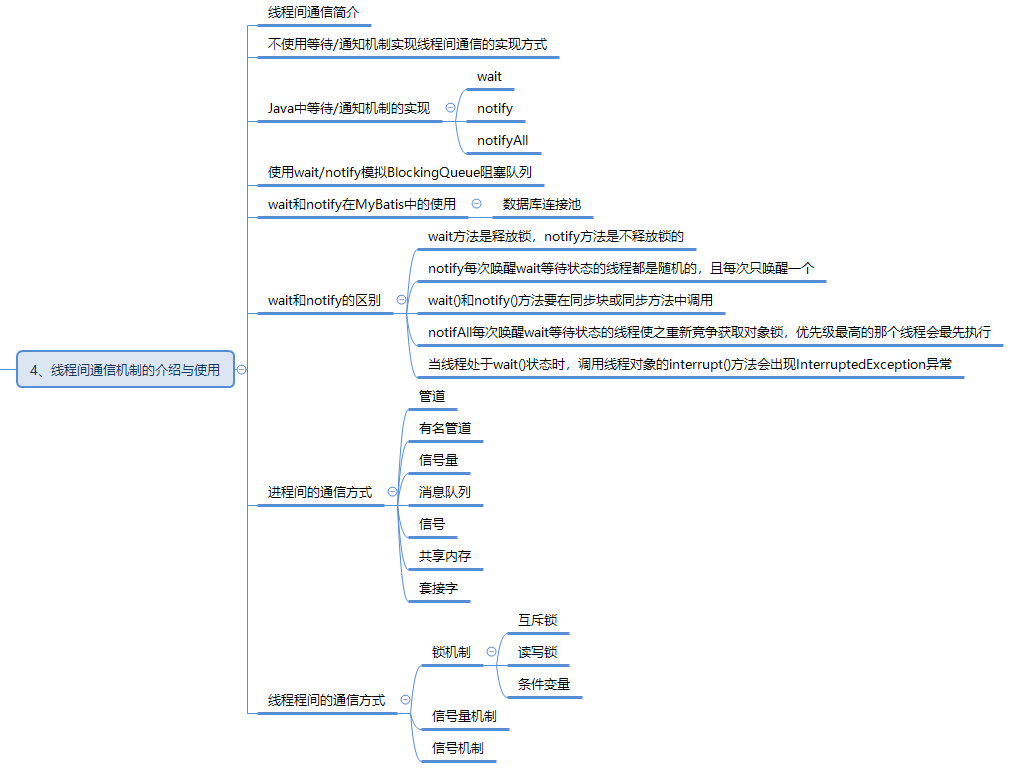 线程间通信简介
不使用等待/通知机制实现线程间通信的实现方式
wait
Java中等待/通知机制的实现
notify
notifyAll
使用wait/notify模拟BlockingQueue阻塞队列
wait和notify在MyBatis中的使用
数据库连接池
wait方法是释放锁，notify方法是不释放锁的
notify每次唤醒wait等待状态的线程都是随机的，且每次只唤醒一个
wait和notify的区别
wait()和notify()方法要在同步块或同步方法中调用
notifAll每次唤醒wait等待状态的线程使之重新竞争获取对象锁，优先级最高的那个线程会最先执行
当线程处于wait()状态时，调用线程对象的interrupt()方法会出现InterruptedException异常
4、线程间通信机制的介绍与使用
管道
有名管道
信号量
进程间的通信方式
消息队列
信号
共享内存
套接字
互斥锁
锁机制
读写锁
条件变量
线程程间的通信方式
信号量机制
信号机制